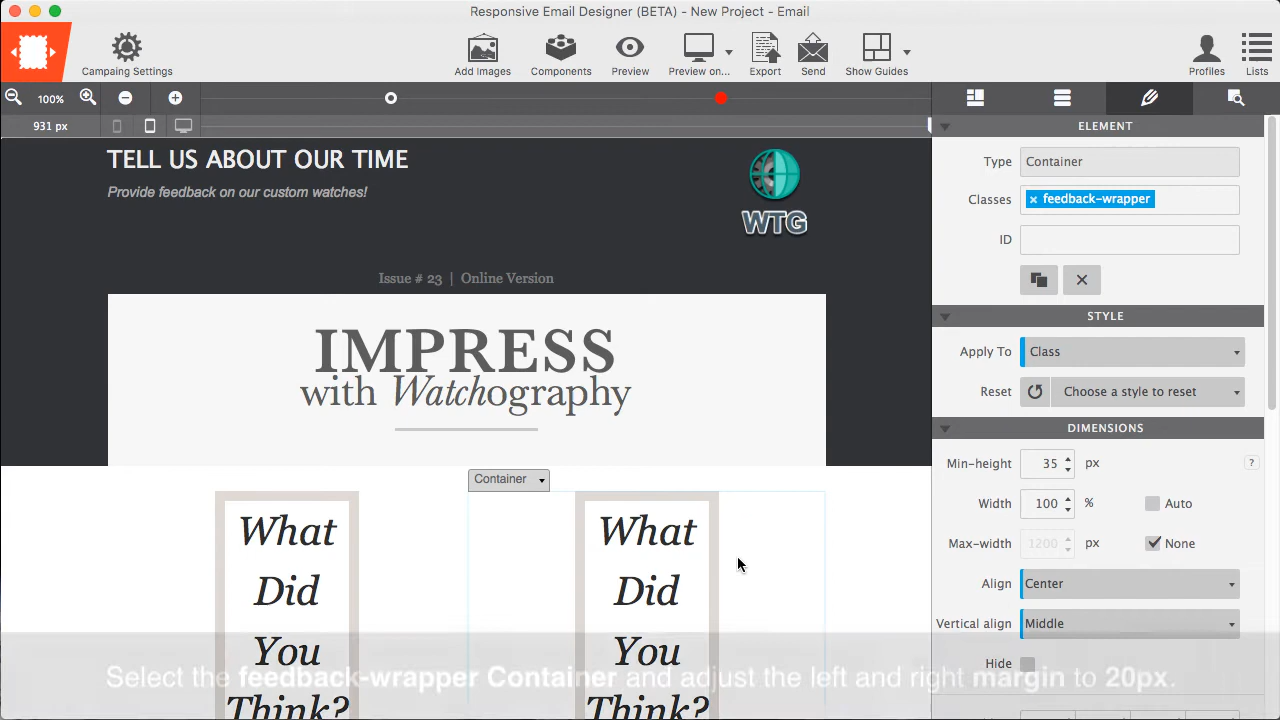 Responsive Email Designer (BETA) - New Project - Email
Campaing Settings
Add Images
Components
Preview
Preview on...
Export
Send
Show Guides
Profiles
Lists
100%
931 px
ELEMENT
Type
Container
Classes
× feedback-wrapper
ID
STYLE
Apply To
Class
Reset
Choose a style to reset
DIMENSIONS
Min-height
35
px
?
Width
100
%
Auto
Max-width
1200
px
None
Align
Center
Vertical align
Middle
Hide
TELL US ABOUT OUR TIME
Provide feedback on our custom watches!
WTG
Issue # 23 | Online Version
IMPRESS
with Watchography
Container
What
Did
You
Think?
What
Did
You
Think?
Select the feedback-wrapper Container and adjust the left and right margin to 20px.